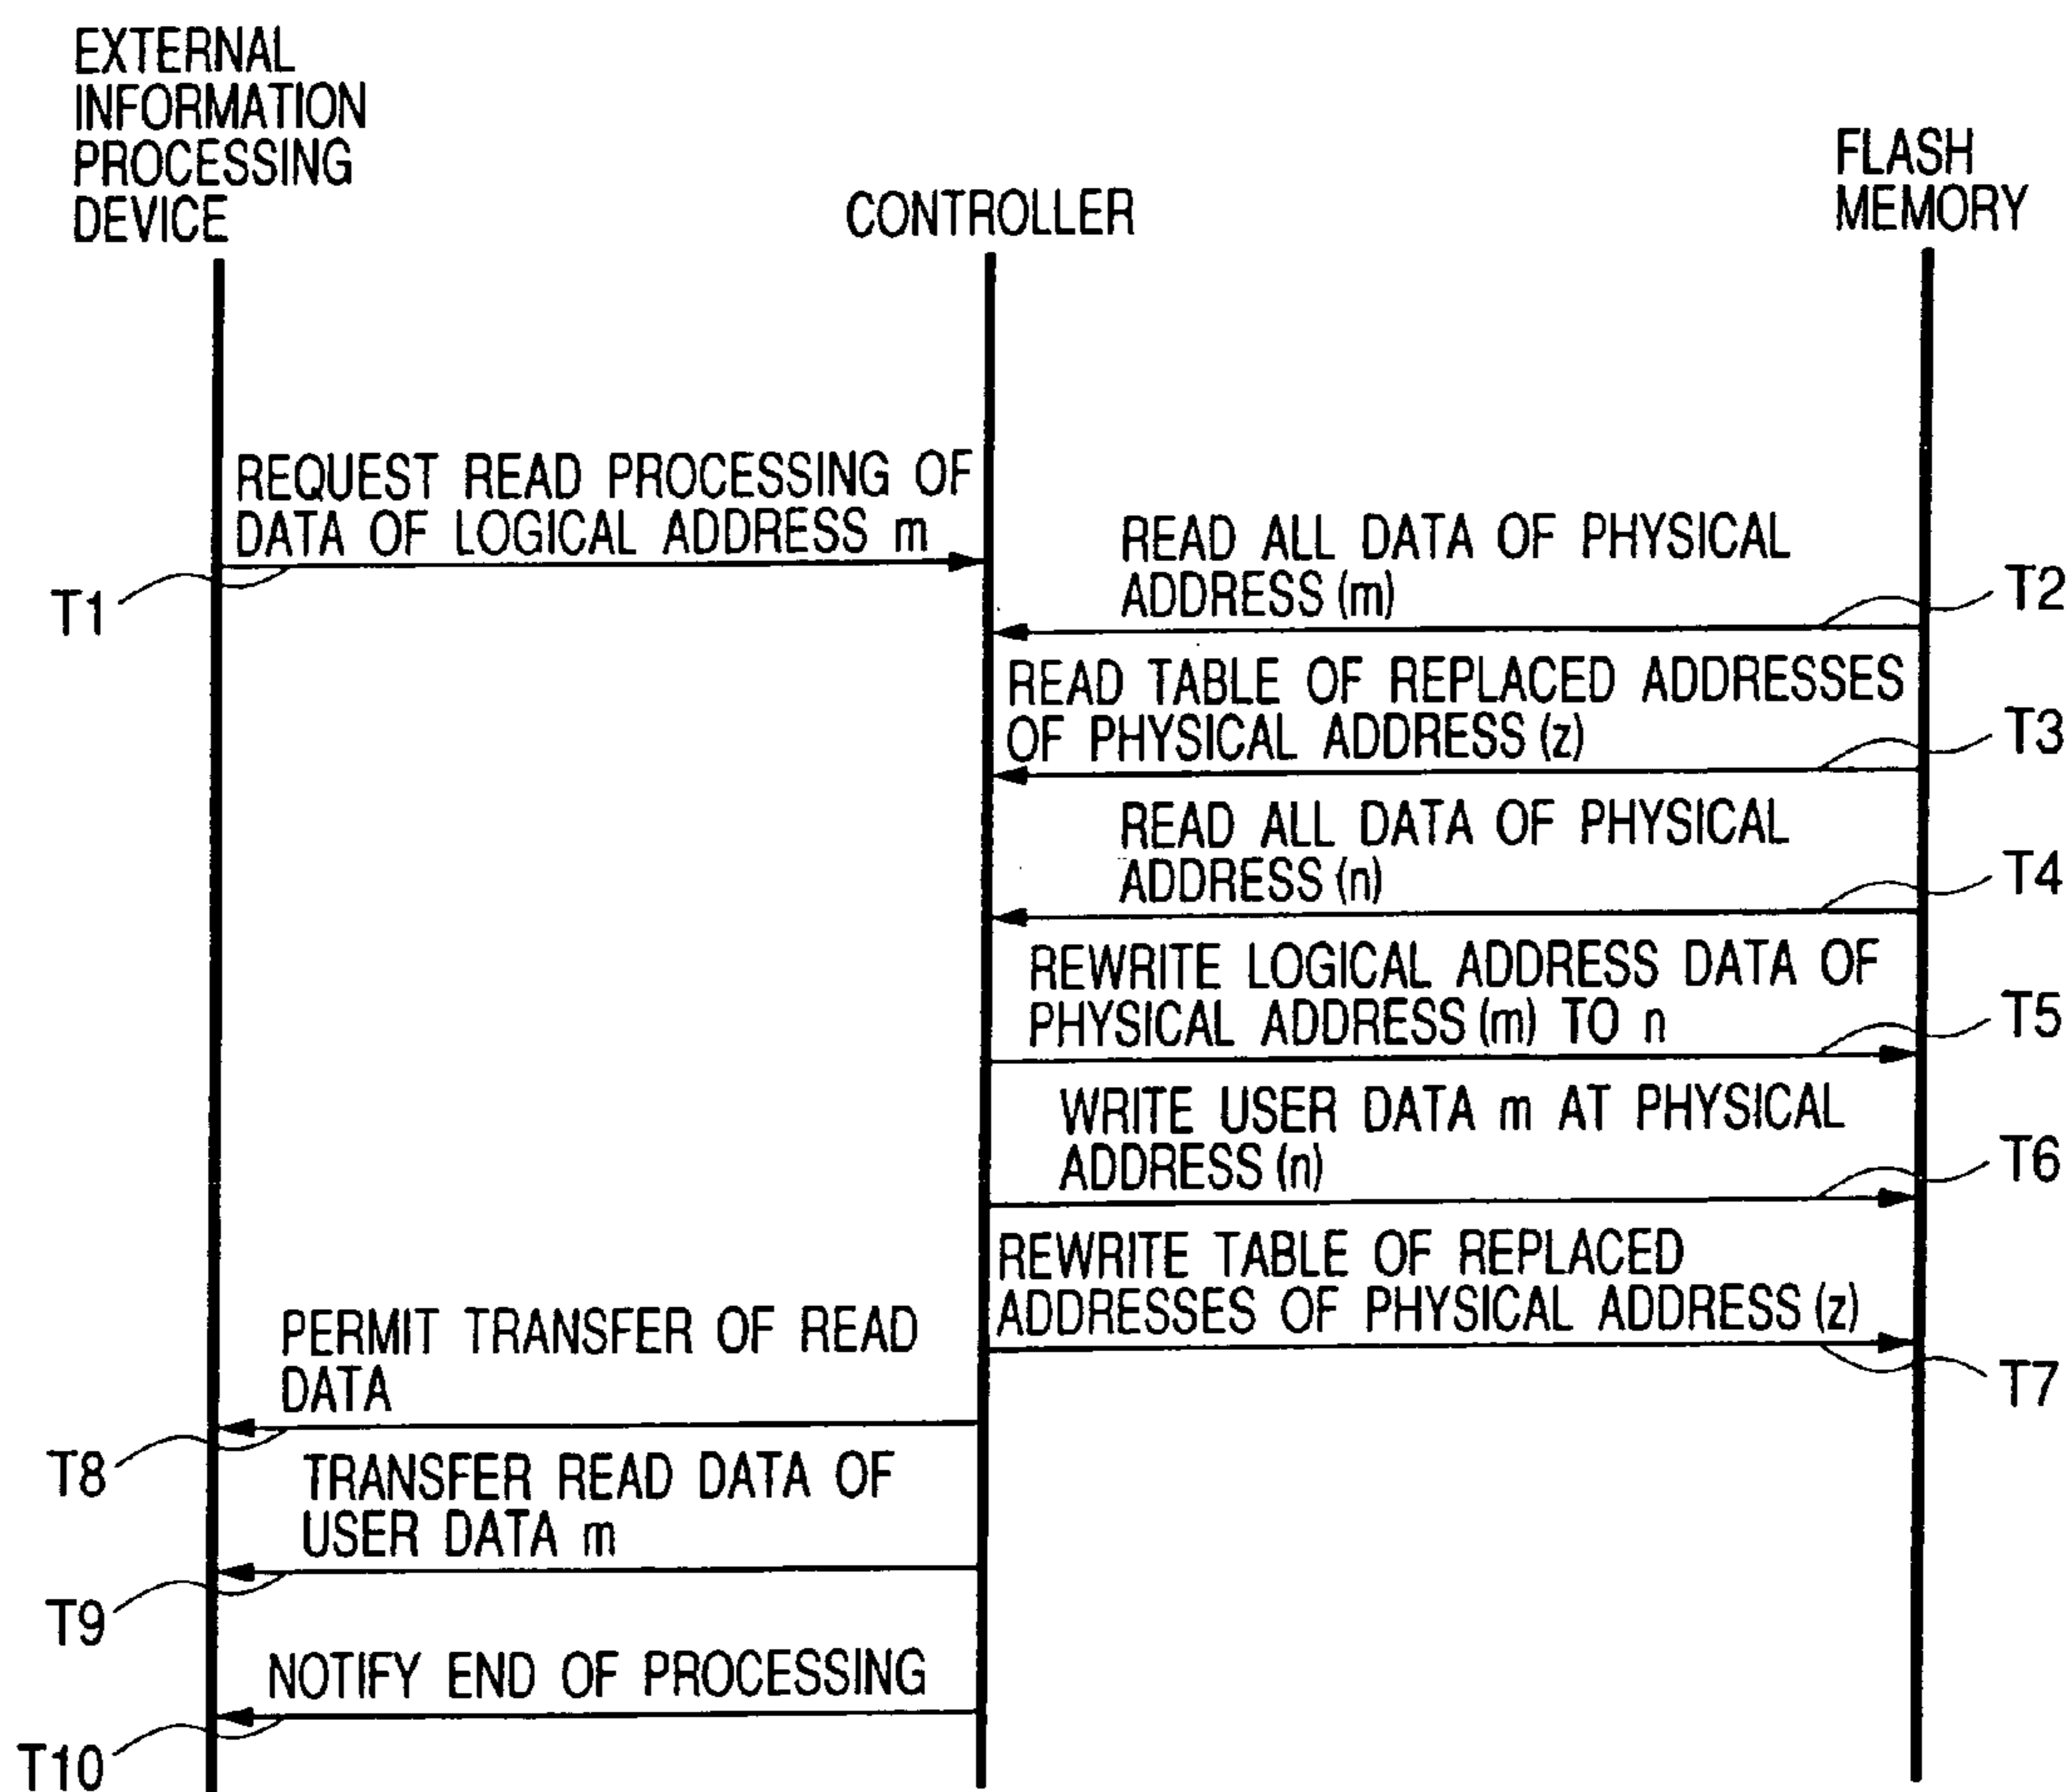 EXTERNAL
INFORMATION
PROCESSING
DEVICE
CONTROLLER
FLASH
MEMORY
REQUEST READ PROCESSING OF
DATA OF LOGICAL ADDRESS m
T1
READ ALL DATA OF PHYSICAL
ADDRESS (m)
T2
READ TABLE OF REPLACED ADDRESSES
OF PHYSICAL ADDRESS (z)
T3
READ ALL DATA OF PHYSICAL
ADDRESS (n)
T4
REWRITE LOGICAL ADDRESS DATA OF
PHYSICAL ADDRESS (m) TO n
T5
WRITE USER DATA m AT PHYSICAL
ADDRESS (n)
T6
REWRITE TABLE OF REPLACED
ADDRESSES OF PHYSICAL ADDRESS (z)
T7
PERMIT TRANSFER OF READ
DATA
T8
TRANSFER READ DATA OF
USER DATA m
T9
NOTIFY END OF PROCESSING
T10